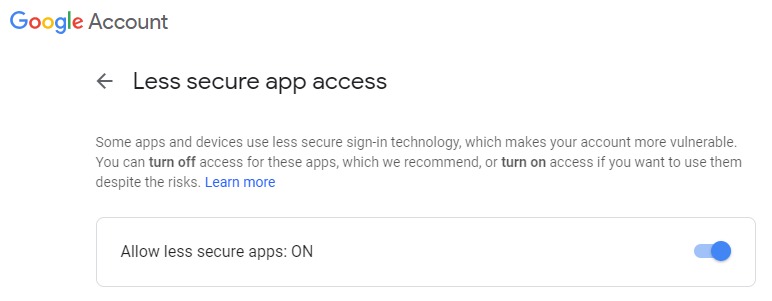 Google Account
Less secure app access
Some apps and devices use less secure sign-in technology, which makes your account more vulnerable.
You can turn off access for these apps, which we recommend, or turn on access if you want to use them
despite the risks. Learn more
Allow less secure apps: ON